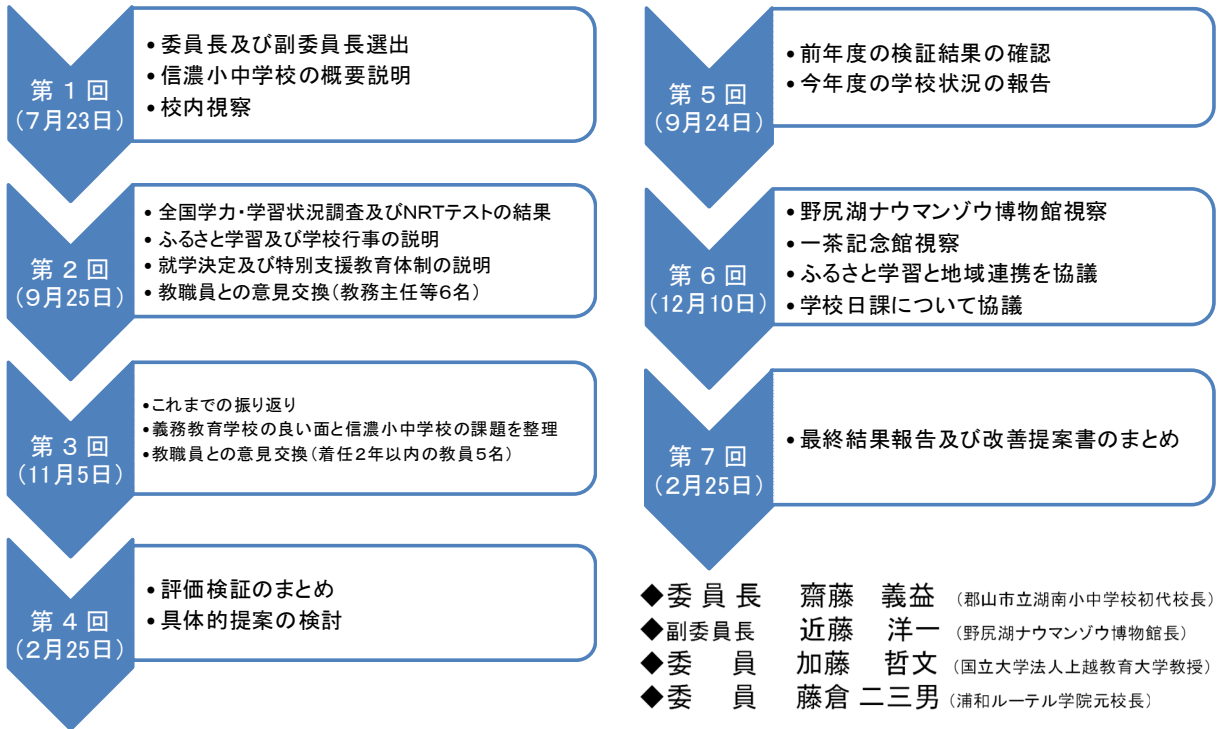 第1回
(7月23日)
•委員長及び副委員長選出
•信濃小中学校の概要説明
•校内視察
第2回
(9月25日)
•全国学力・学習状況調査及びNRTテストの結果
•ふるさと学習及び学校行事の説明
•就学決定及び特別支援教育体制の説明
•教職員との意見交換(教務主任等6名)
第3回
(11月5日)
•これまでの振り返り
•義務教育学校の良い面と信濃小中学校の課題を整理
•教職員との意見交換(着任2年以内の教員5名)
第4回
(2月25日)
•評価検証のまとめ
•具体的提案の検討
第5回
(9月24日)
•前年度の検証結果の確認
•今年度の学校状況の報告
第6回
(12月10日)
•野尻湖ナウマンゾウ博物館視察
•一茶記念館視察
•ふるさと学習と地域連携を協議
•学校日課について協議
第7回
(2月25日)
•最終結果報告及び改善提案書のまとめ
◆委員長 齋藤 義益 (郡山市立湖南小中学校初代校長)
◆副委員長 近藤 洋一 (野尻湖ナウマンゾウ博物館長)
◆委員 加藤 哲文 (国立大学法人上越教育大学教授)
◆委員 藤倉 二三男 (浦和ルーテル学院元校長)